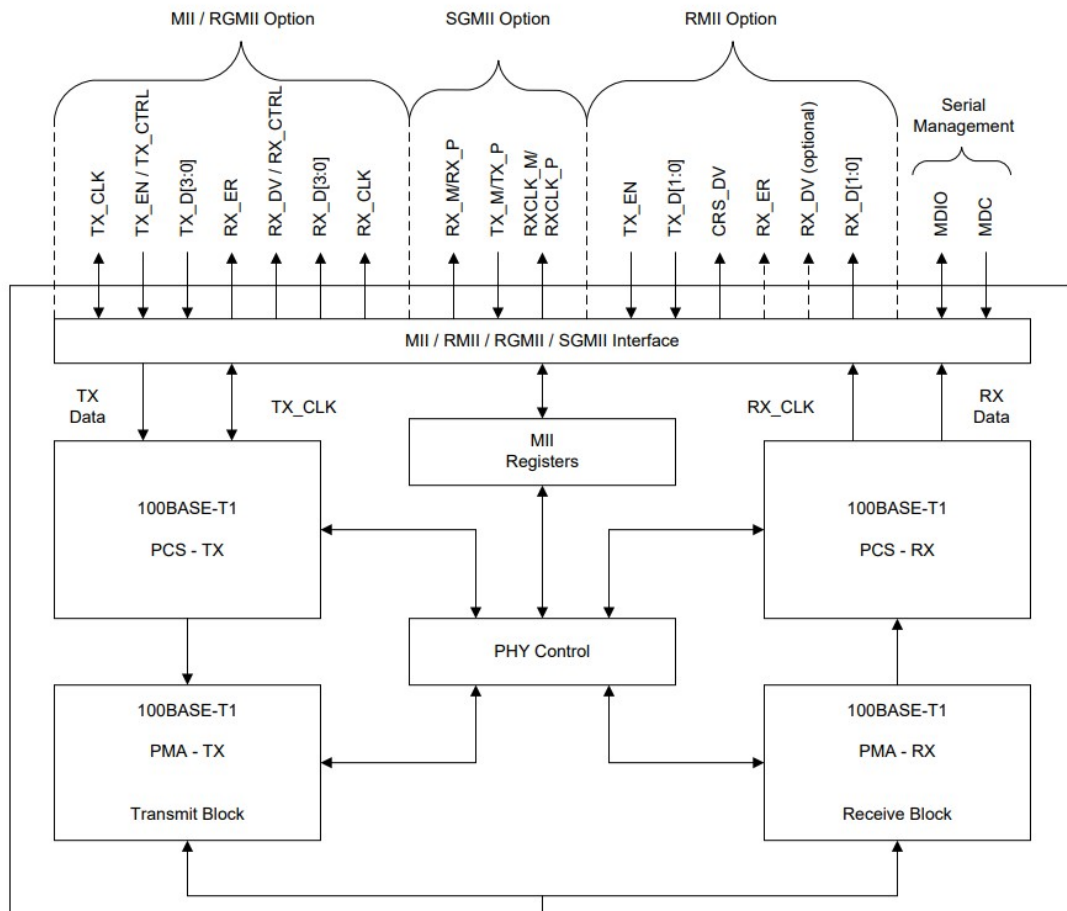 MII / RGMII Option
SGMII Option
RMII Option
Serial
Management
TX_CLK
TX_EN / TX_CTRL
TX_D[3:0]
RX_ER
RX_DV / RX_CTRL
RX_D[3:0]
RX_CLK
RX_M/RX_P
TX_M/TX_P
RXCLK_M/
RXCLK_P
TX_EN
TX_D[1:0]
CRS_DV
RX_ER
RX_DV (optional)
RX_D[1:0]
MDIO
MDC
MII / RMII / RGMII / SGMII Interface
TX
Data
TX_CLK
RX_CLK
RX
Data
MII
Registers
100BASE-T1
PCS - TX
100BASE-T1
PCS - RX
PHY Control
100BASE-T1
PMA - TX
Transmit Block
100BASE-T1
PMA - RX
Receive Block